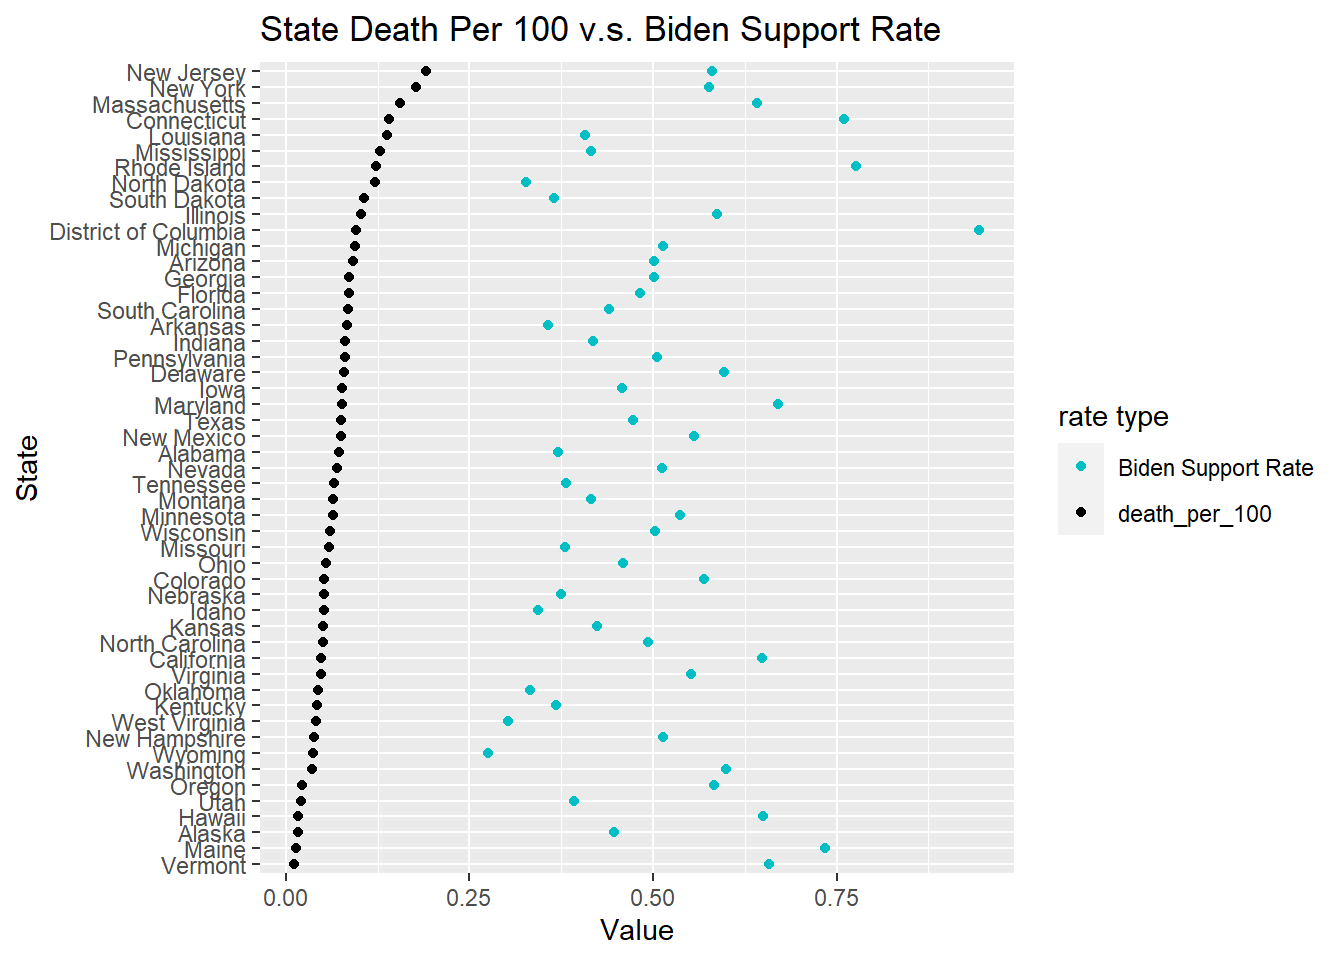 State Death Per 100 v.s. Biden Support Rate
New Jersey
New York
Massachusetts
Connecticut
Louisiana
Mississippi
Rhode Island
North Dakota
South Dakota
Illinois
District of Columbia
Michigan
Arizona
Georgia
Florida
South Carolina
Arkansas
Indiana
Pennsylvania
Delaware
Iowa
Maryland
Texas
New Mexico
Alabama
Nevada
Tennessee
Montana
Minnesota
Wisconsin
Missouri
Ohio
Colorado
Nebraska
Idaho
Kansas
North Carolina
California
Virginia
Oklahoma
Kentucky
West Virginia
New Hampshire
Wyoming
Washington
Oregon
Utah
Hawaii
Alaska
Maine
Vermont
State
0.00 0.25 0.50 0.75
Value
rate type
Biden Support Rate
death_per_100